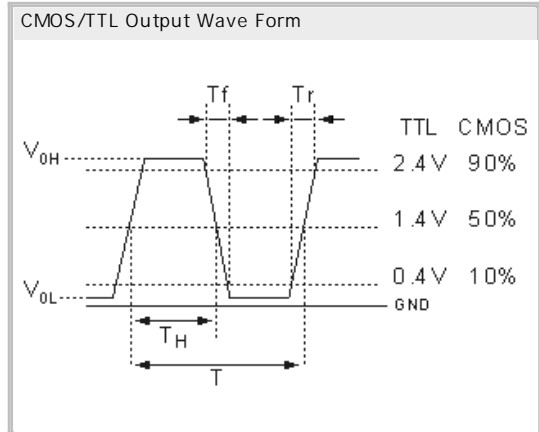 CMOS/TTL Output Wave Form
Tf Tr
TTL CMOS
V0H 2.4V 90%
1.4V 50%
0.4V 10%
V0L GND
TH
T